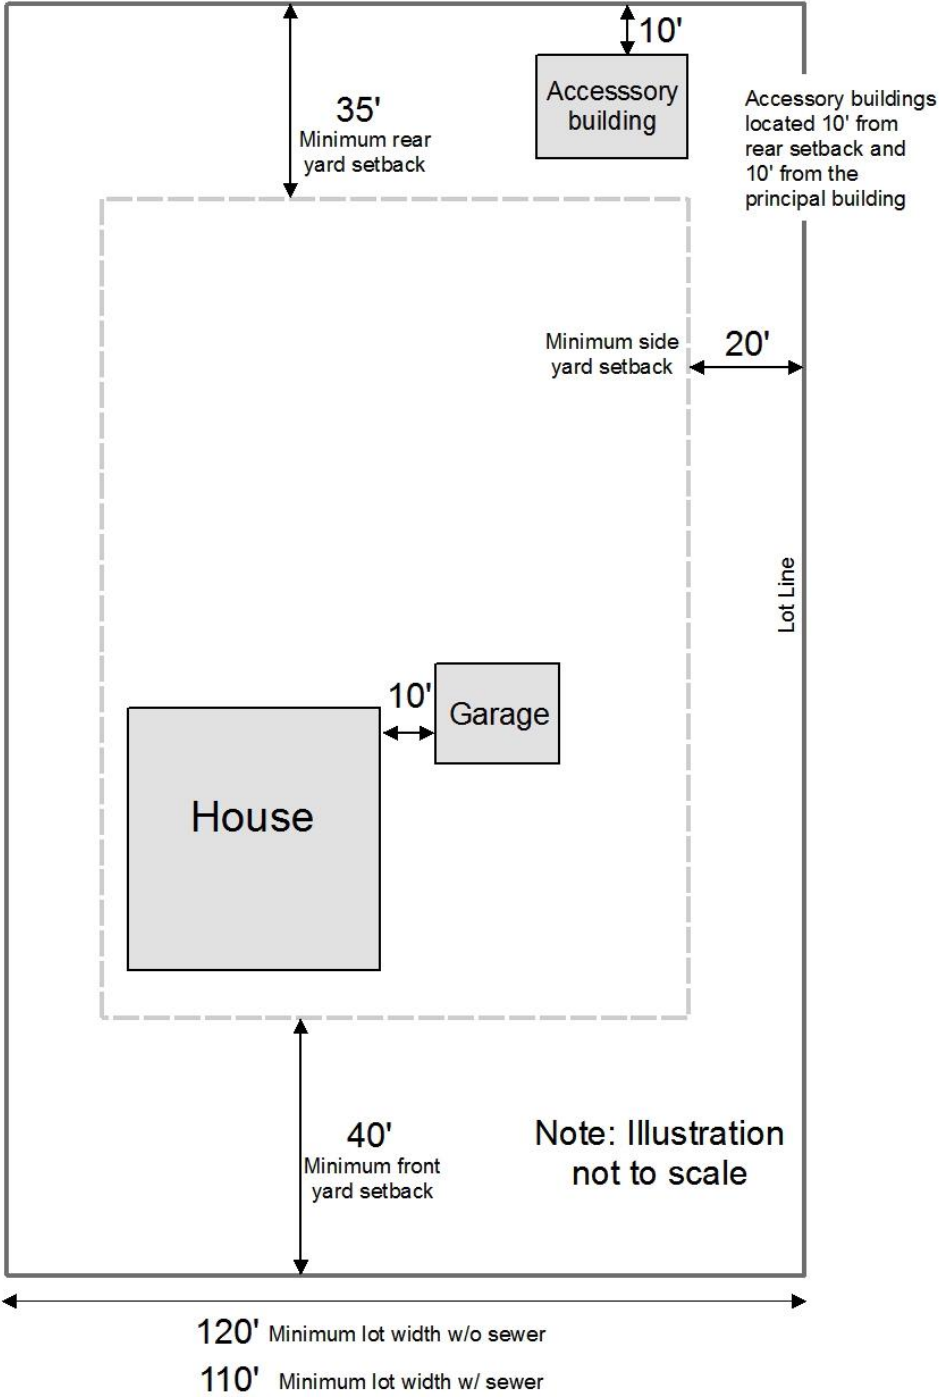 10'
Accesssory
building
35'
Minimum rear
yard setback
Accessory buildings
located 10' from
rear setback and
10' from the
principal building
Minimum side
yard setback
20'
Lot Line
10'
Garage
House
40'
Minimum front
yard setback
Note: Illustration
not to scale
120' Minimum lot width w/o sewer
110' Minimum lot width w/ sewer